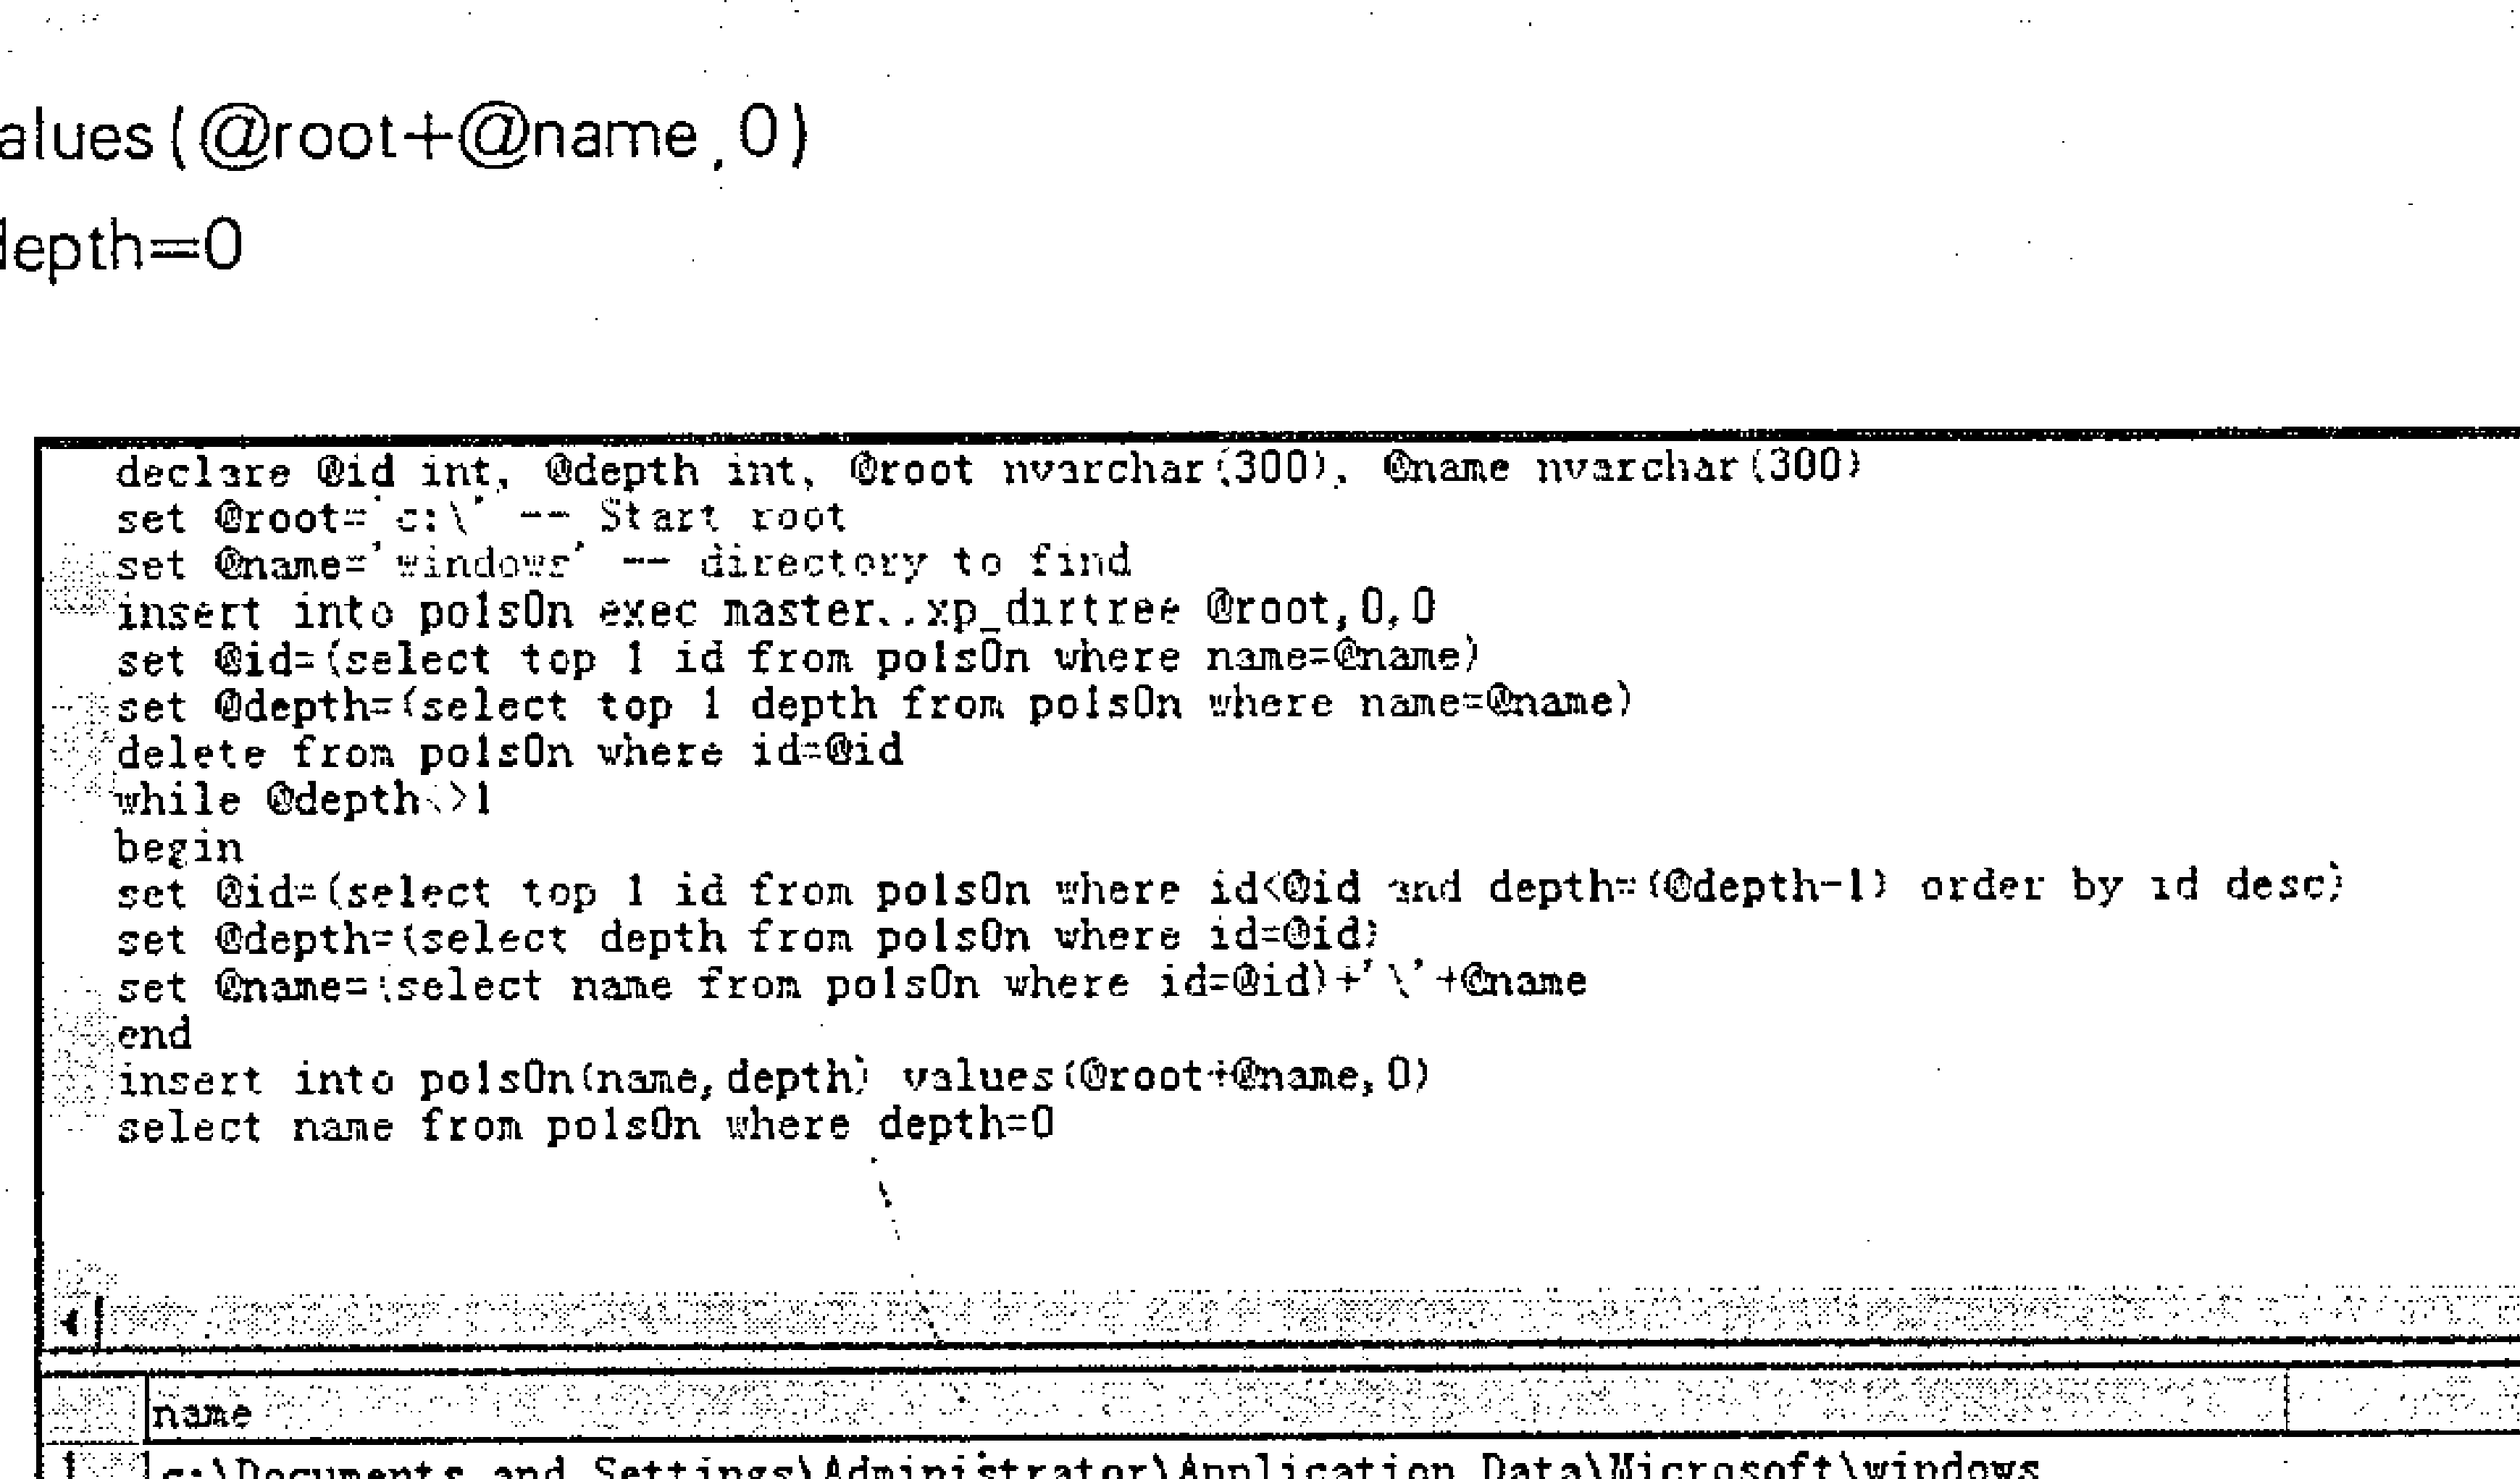 alues(@root+@name,0)
depth=0
declare @id int, @depth int, @root nvarchar(300), @name nvarchar(300)
set @root='c:\' -- Start root
set @name='windows' -- directory to find
insert into pols0n exec master..xp_dirtree @root,0,0
set @id=(select top 1 id from pols0n where name=@name)
set @depth=(select top 1 depth from pols0n where name=@name)
delete from pols0n where id=@id
while @depth<>1
begin
set @id=(select top 1 id from pols0n where id<@id and depth=(@depth-1) order by id desc)
set @depth=(select depth from pols0n where id=@id)
set @name=(select name from pols0n where id=@id)+'\'+@name
end
insert into pols0n(name,depth) values(@root+@name,0)
select name from pols0n where depth=0
name
1 c:\Documents and Settings\Administrator\Application Data\Microsoft\windows